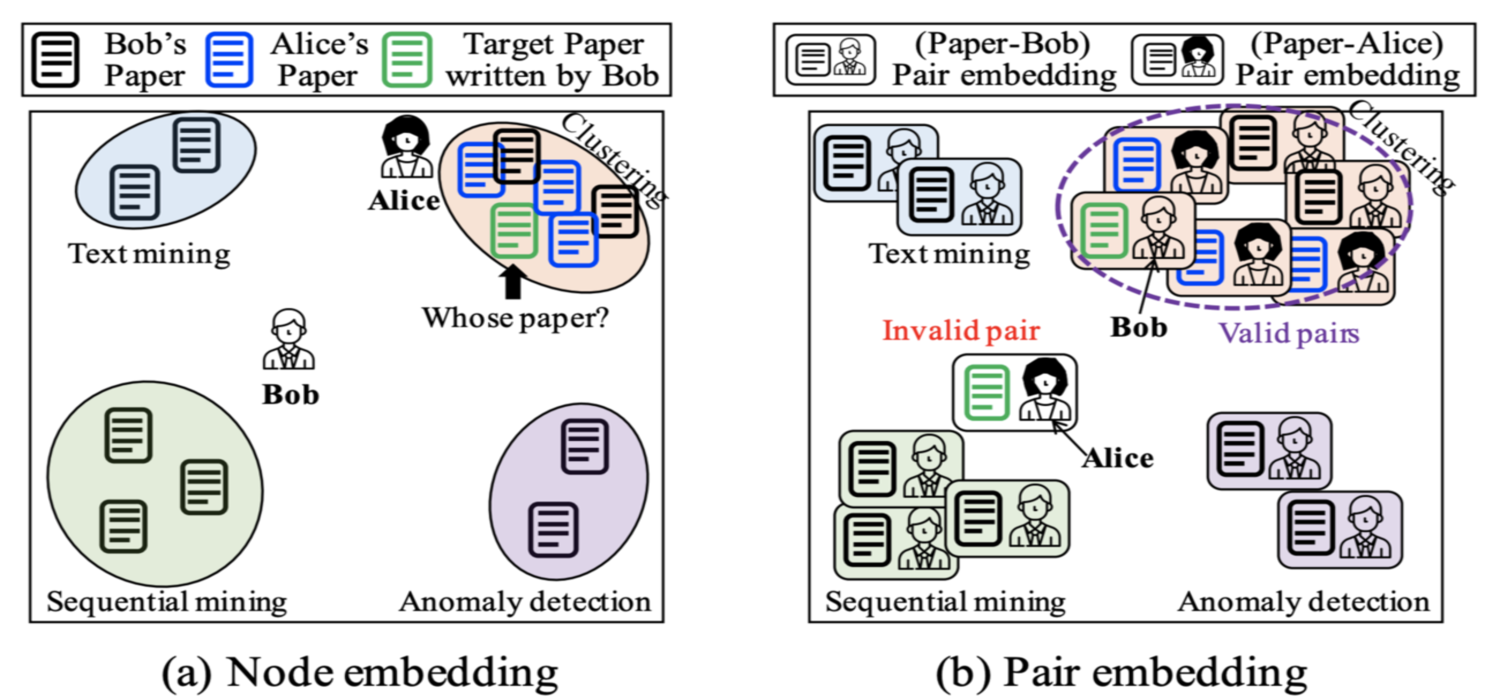 Bob's
Paper
Alice's
Paper
Target Paper
written by Bob
Clustering
Alice
Text mining
Whose paper?
Bob
Sequential mining
Anomaly detection
(a) Node embedding
(Paper-Bob)
Pair embedding
(Paper-Alice)
Pair embedding
Clustering
Text mining
Invalid pair
Bob
Valid pairs
Alice
Sequential mining
Anomaly detection
(b) Pair embedding